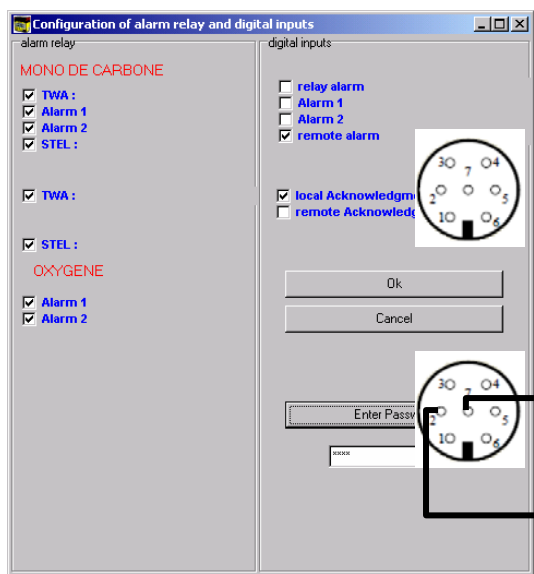 Configuration of alarm relay and digital inputs
alarm relay
MONO DE CARBONE
TWA :
Alarm 1
Alarm 2
STEL :
TWA :
STEL :
OXYGENE
Alarm 1
Alarm 2
digital inputs
relay alarm
Alarm 1
Alarm 2
remote alarm
local Acknowledgm
remote Acknowledg
3 7 4
2 5
1 6
Ok
Cancel
Enter Passw
3 7 4
2 5
1 6
xxxx